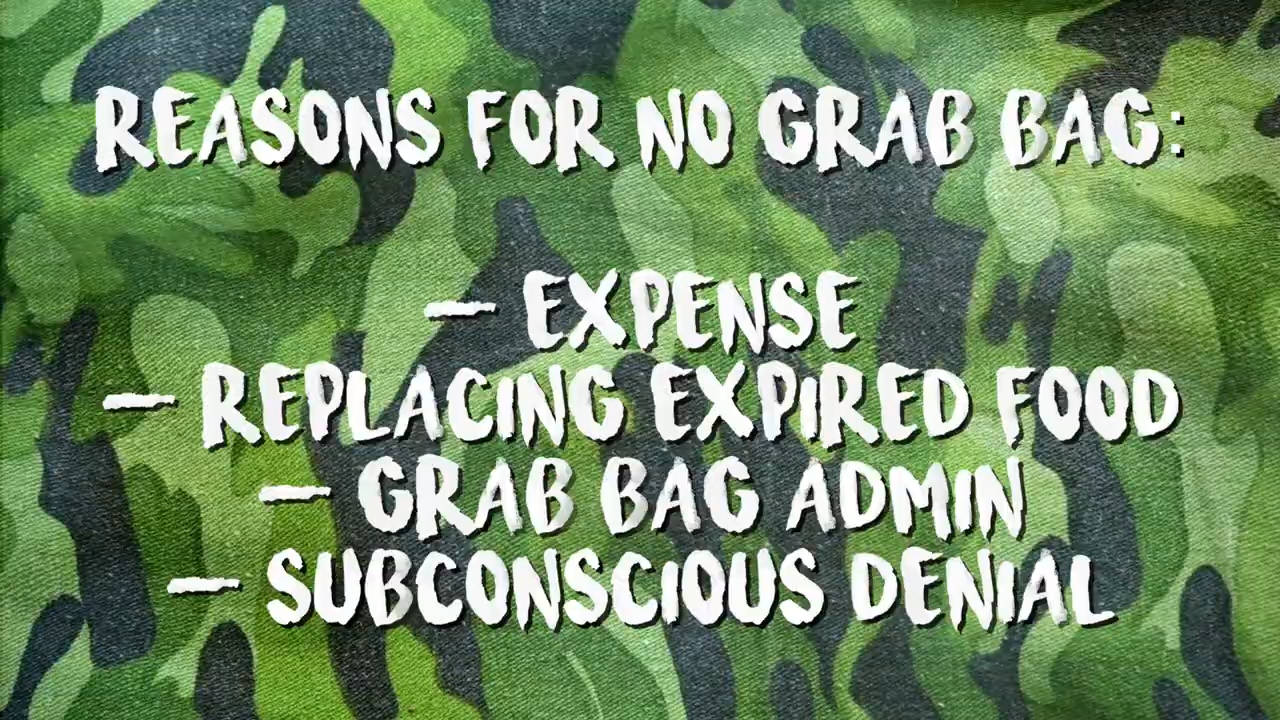 REASONS FOR NO GRAB BAG:
— EXPENSE
— REPLACING EXPIRED FOOD
— GRAB BAG ADMIN
— SUBCONSCIOUS DENIAL